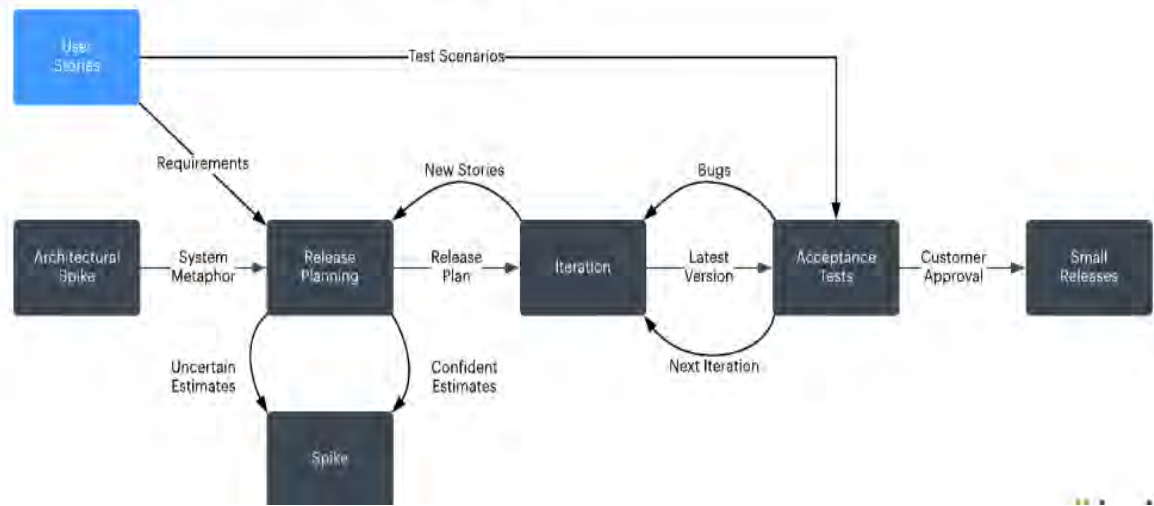 User
Stories
Test Scenarios
Requirements
New Stories
Bugs
Architectural
Spike
System
Metaphor
Release
Planning
Release
Plan
Iteration
Latest
Version
Acceptance
Tests
Customer
Approval
Small
Releases
Uncertain
Estimates
Confident
Estimates
Next Iteration
Spike